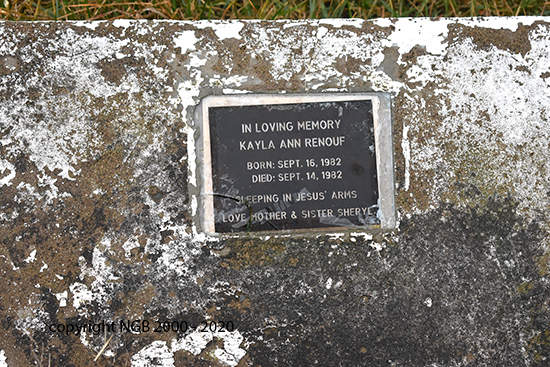 IN LOVING MEMORY
KAYLA ANN RENOUF
BORN: SEPT. 16, 1982
DIED: SEPT. 14, 1982
SLEEPING IN JESUS' ARMS
LOVE MOTHER & SISTER SHERYL
copyright NGB 2000 - 2020